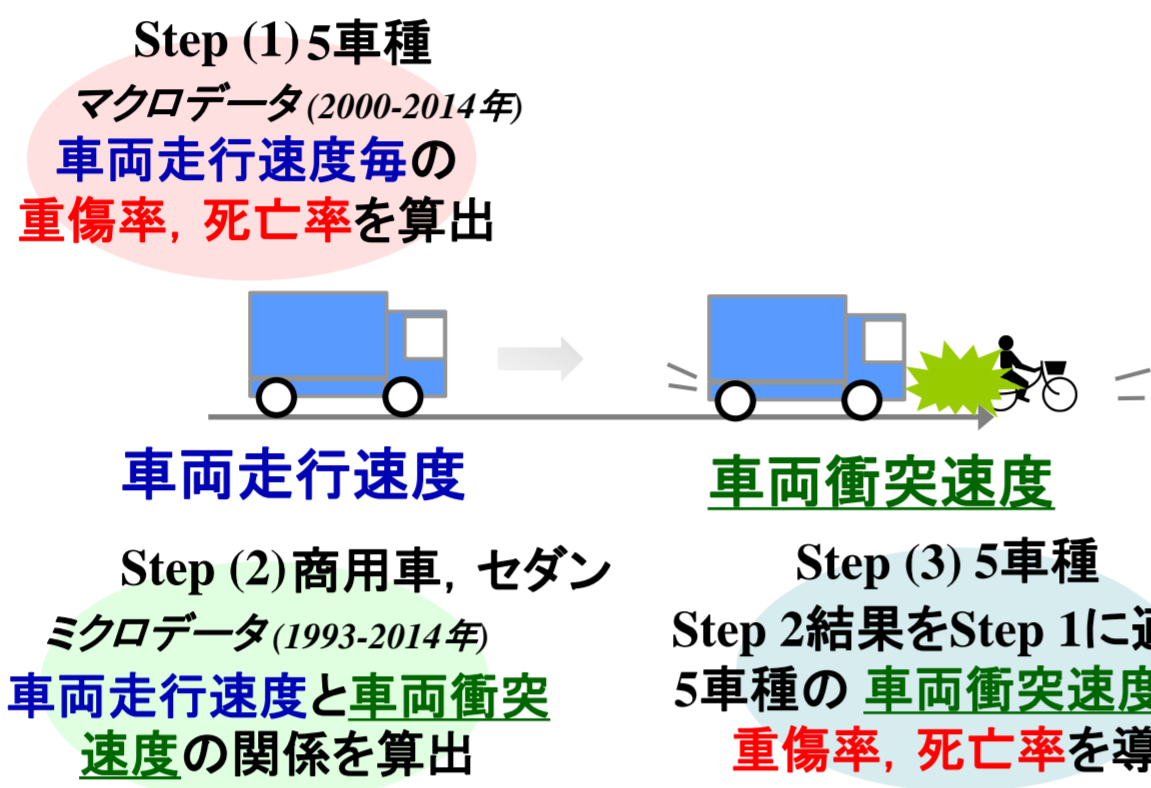 Step (1) 5車種
マクロデータ(2000-2014年)
車両走行速度毎の
重傷率, 死亡率を算出
車両走行速度
車両衝突速度
Step (2) 商用車, セダン
ミクロデータ(1993-2014年)
車両走行速度と車両衝突
速度の関係を算出
Step (3) 5車種
Step 2結果をStep 1に
5車種の 車両衝突速度
重傷率, 死亡率を導